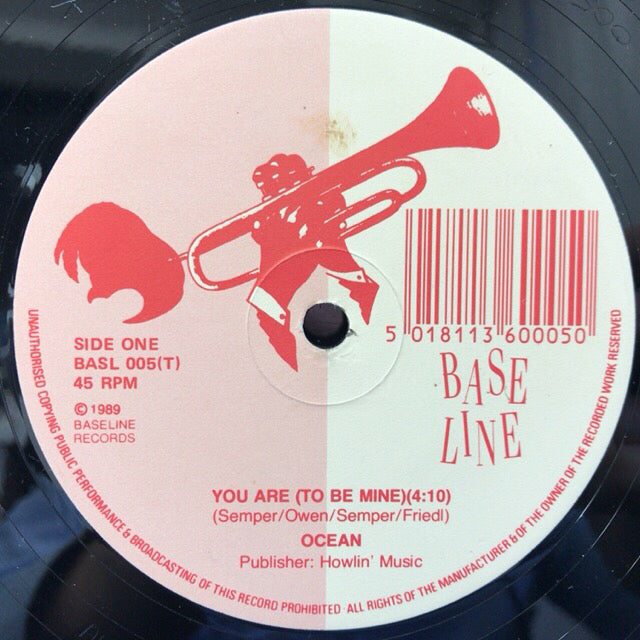 SIDE ONE
BASL 005(T)
45 RPM
© 1989
BASELINE
RECORDS
5 018113 600050
BASE
LINE
YOU ARE (TO BE MINE)(4:10)
(Semper/Owen/Semper/Friedl)
OCEAN
Publisher: Howlin' Music
UNAUTHORISED COPYING PUBLIC PERFORMANCE & BROADCASTING OF THIS RECORD PROHIBITED · ALL RIGHTS OF THE MANUFACTURER & OF THE OWNER OF THE RECORDED WORK RESERVED